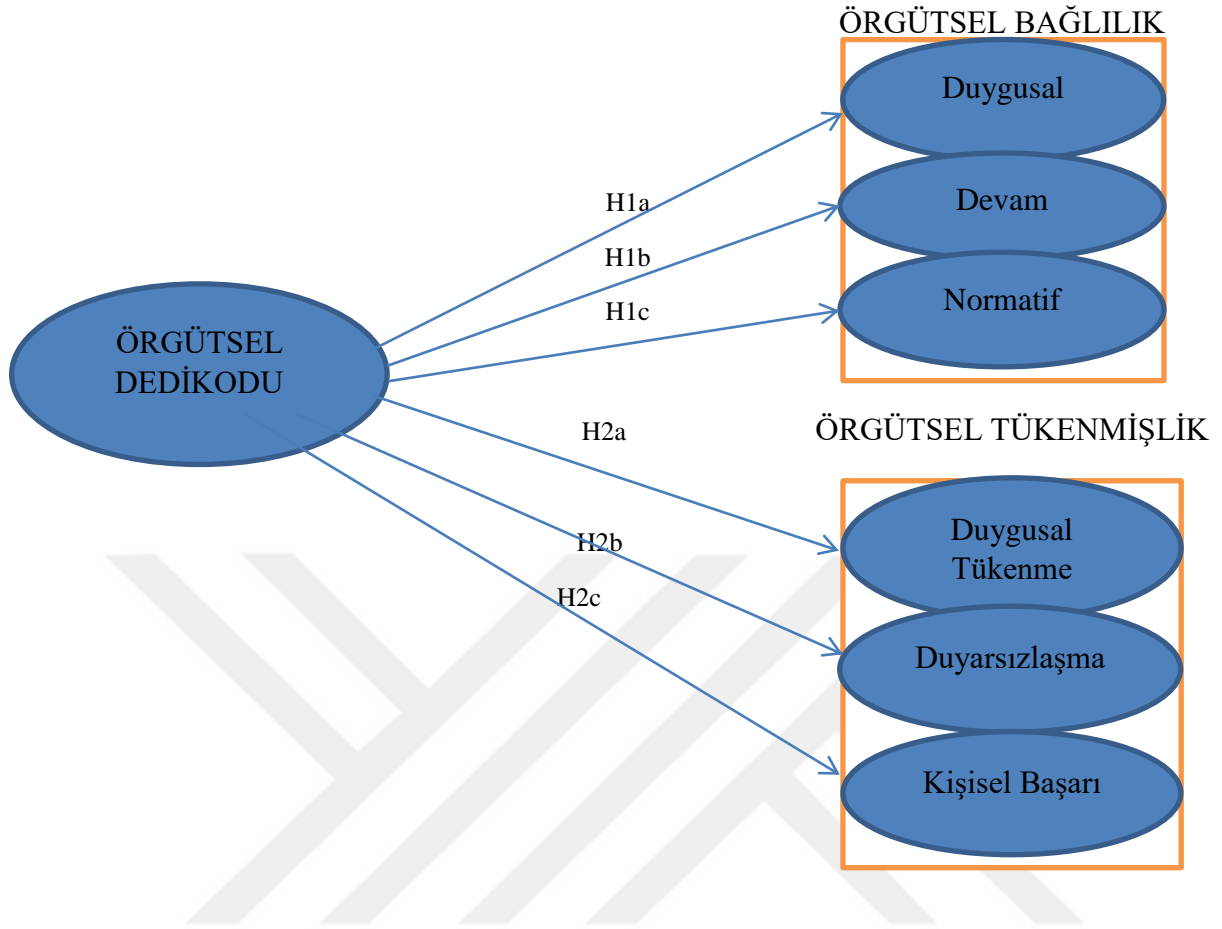 ÖRGÜTSEL BAĞLILIK
Duygusal
Devam
Normatif
H1a
H1b
H1c
ÖRGÜTSEL
DEDİKODU
H2a
H2b
H2c
ÖRGÜTSEL TÜKENMİŞLİK
Duygusal
Tükenme
Duyarsızlaşma
Kişisel Başarı